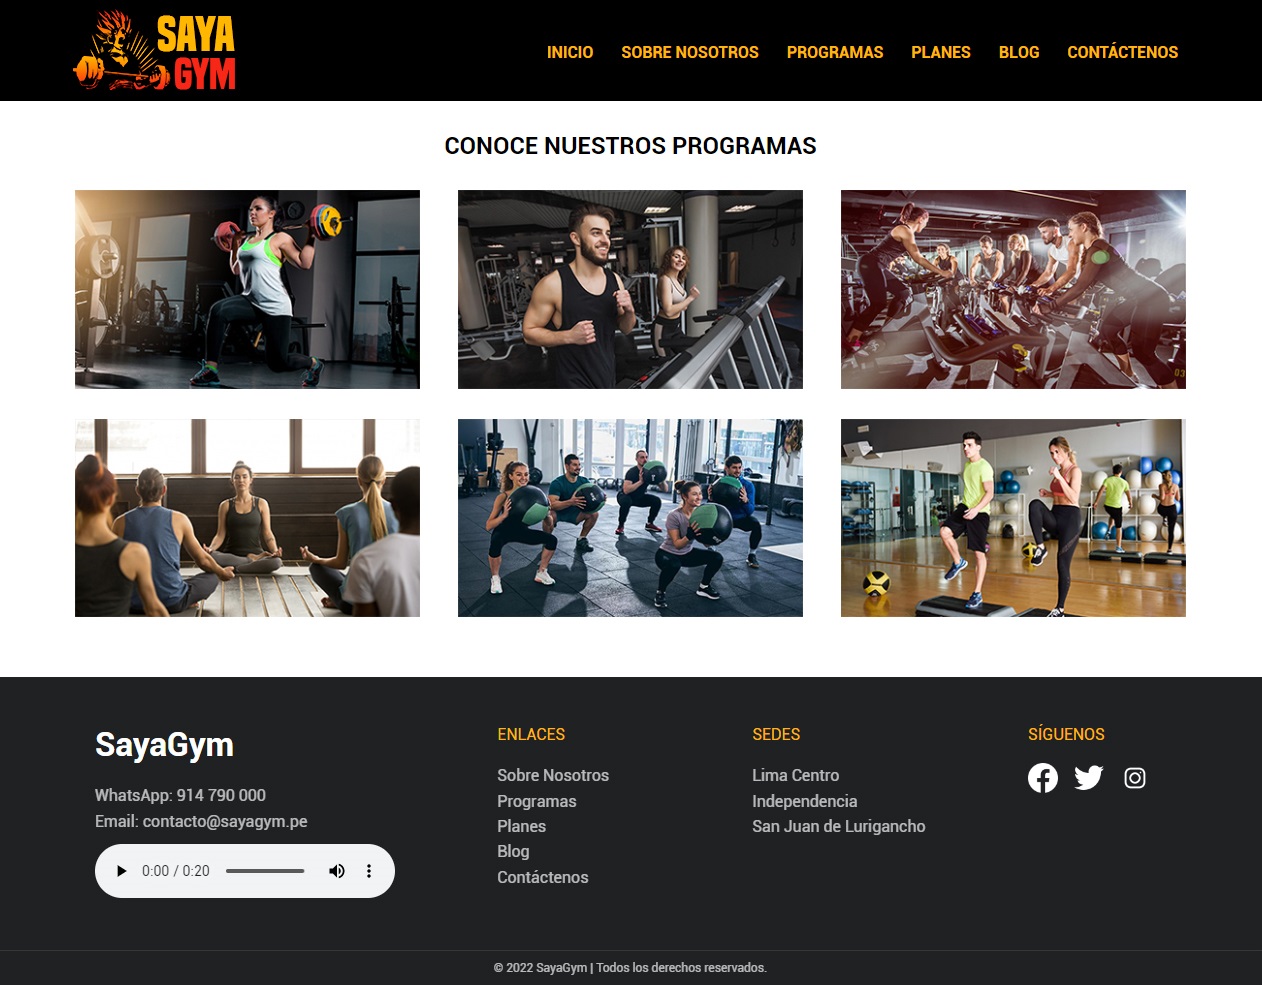 SAYA
GYM
INICIO SOBRE NOSOTROS PROGRAMAS PLANES BLOG CONTÁCTENOS
CONOCE NUESTROS PROGRAMAS
03
SayaGym
WhatsApp: 914 790 000
Email: contacto@sayagym.pe
0:00 / 0:20
ENLACES
Sobre Nosotros
Programas
Planes
Blog
Contáctenos
SEDES
Lima Centro
Independencia
San Juan de Lurigancho
SÍGUENOS
© 2022 SayaGym | Todos los derechos reservados.